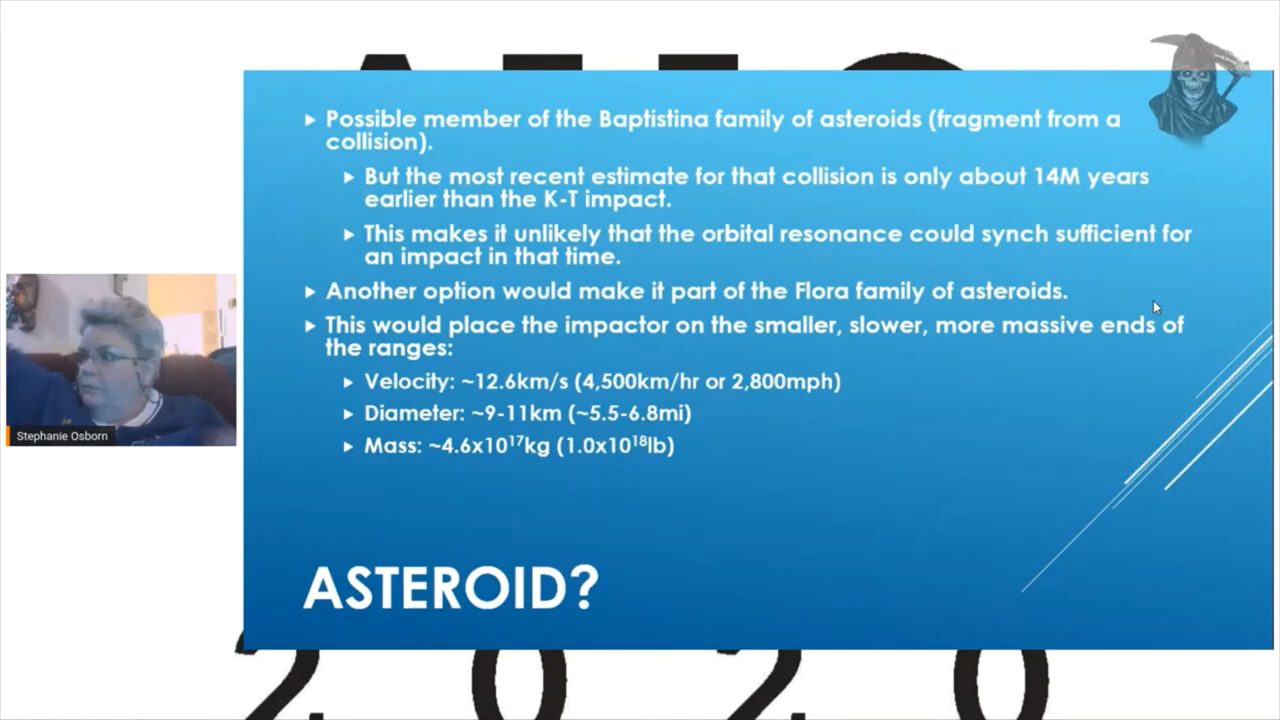 Possible member of the Baptistina family of asteroids (fragment from a
collision).
But the most recent estimate for that collision is only about 14M years
earlier than the K-T impact.
This makes it unlikely that the orbital resonance could synch sufficient for
an impact in that time.
Another option would make it part of the Flora family of asteroids.
This would place the impactor on the smaller, slower, more massive ends of
the ranges:
Velocity: ~12.6km/s (4,500km/hr or 2,800mph)
Diameter: ~9-11km (~5.5-6.8mi)
Mass: ~4.6x10¹⁷kg (1.0x10¹⁸lb)
Stephanie Osborn
ASTEROID?
2020